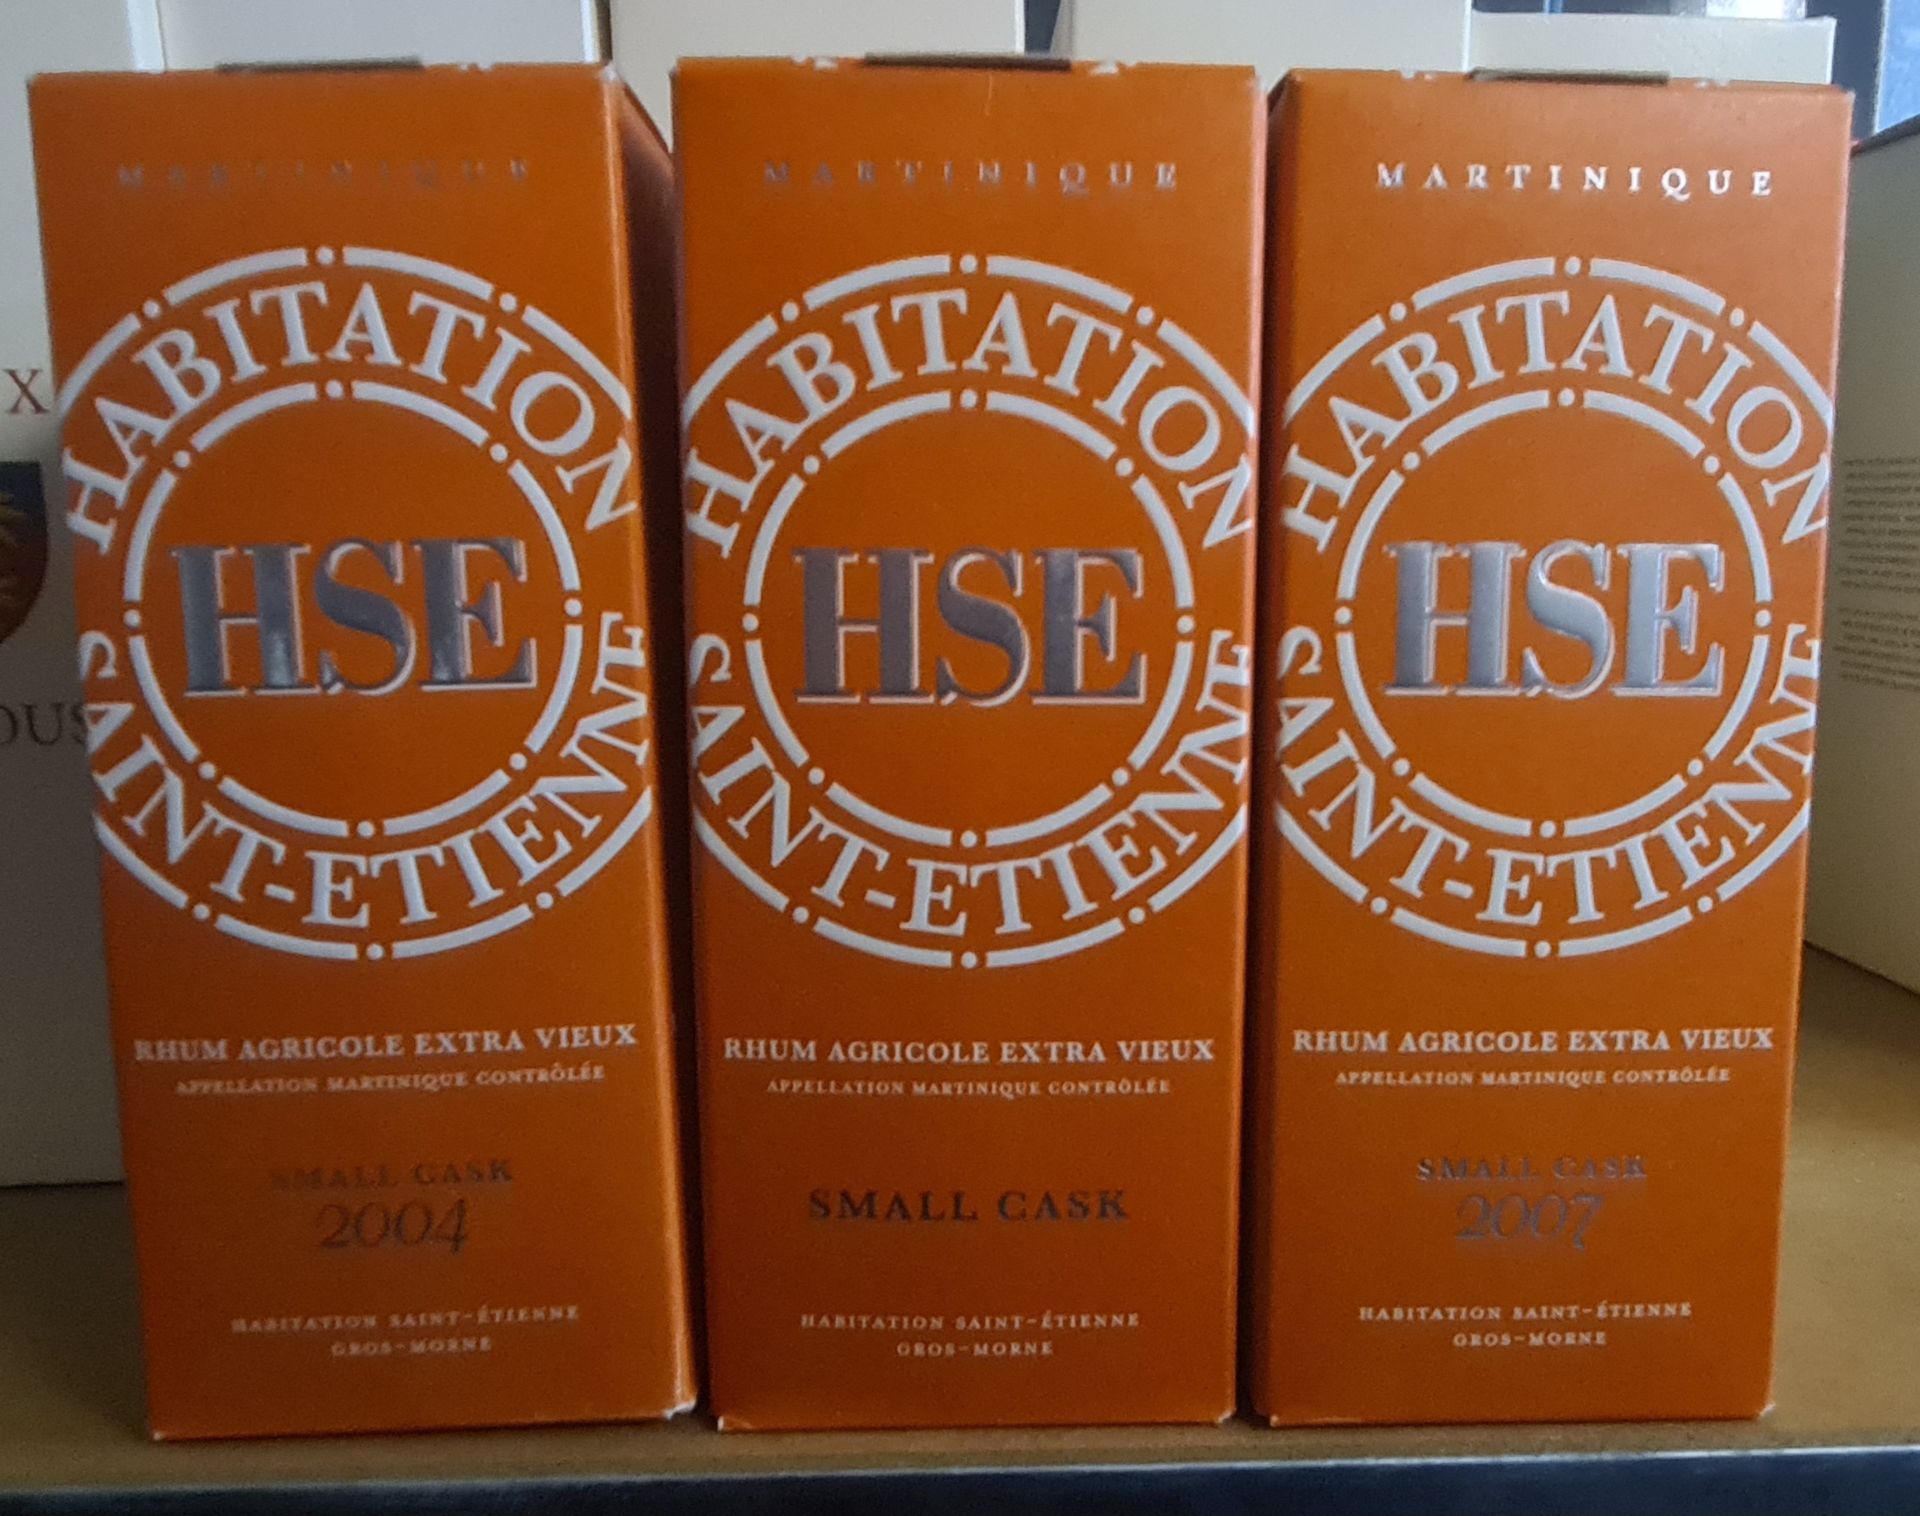 MARTINIQUE
HABITATION
HSE
SAINT-ETIENNE
RHUM AGRICOLE EXTRA VIEUX
APPELLATION MARTINIQUE CONTRÔLÉE
SMALL CASK
2004
HABITATION SAINT-ÉTIENNE
GROS-MORNE
MARTINIQUE
HABITATION
HSE
SAINT-ETIENNE
RHUM AGRICOLE EXTRA VIEUX
APPELLATION MARTINIQUE CONTRÔLÉE
SMALL CASK
HABITATION SAINT-ÉTIENNE
GROS-MORNE
MARTINIQUE
HABITATION
HSE
SAINT-ETIENNE
RHUM AGRICOLE EXTRA VIEUX
APPELLATION MARTINIQUE CONTRÔLÉE
SMALL CASK
2007
HABITATION SAINT-ÉTIENNE
GROS-MORNE